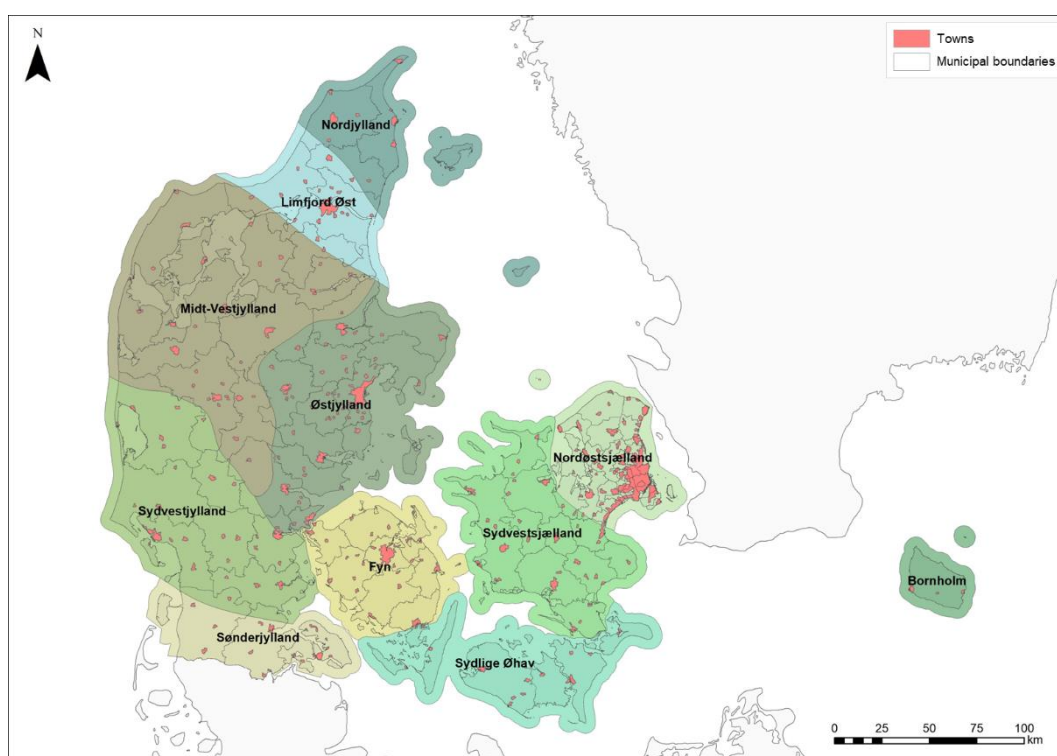 N
Towns
Municipal boundaries
Nordjylland
Limfjord Øst
Midt-Vestjylland
Østjylland
Nordøstsjælland
Sydvestjylland
Sydvestsjælland
Fyn
Bornholm
Sønderjylland
Sydlige Øhav
0 25 50 75 100
km